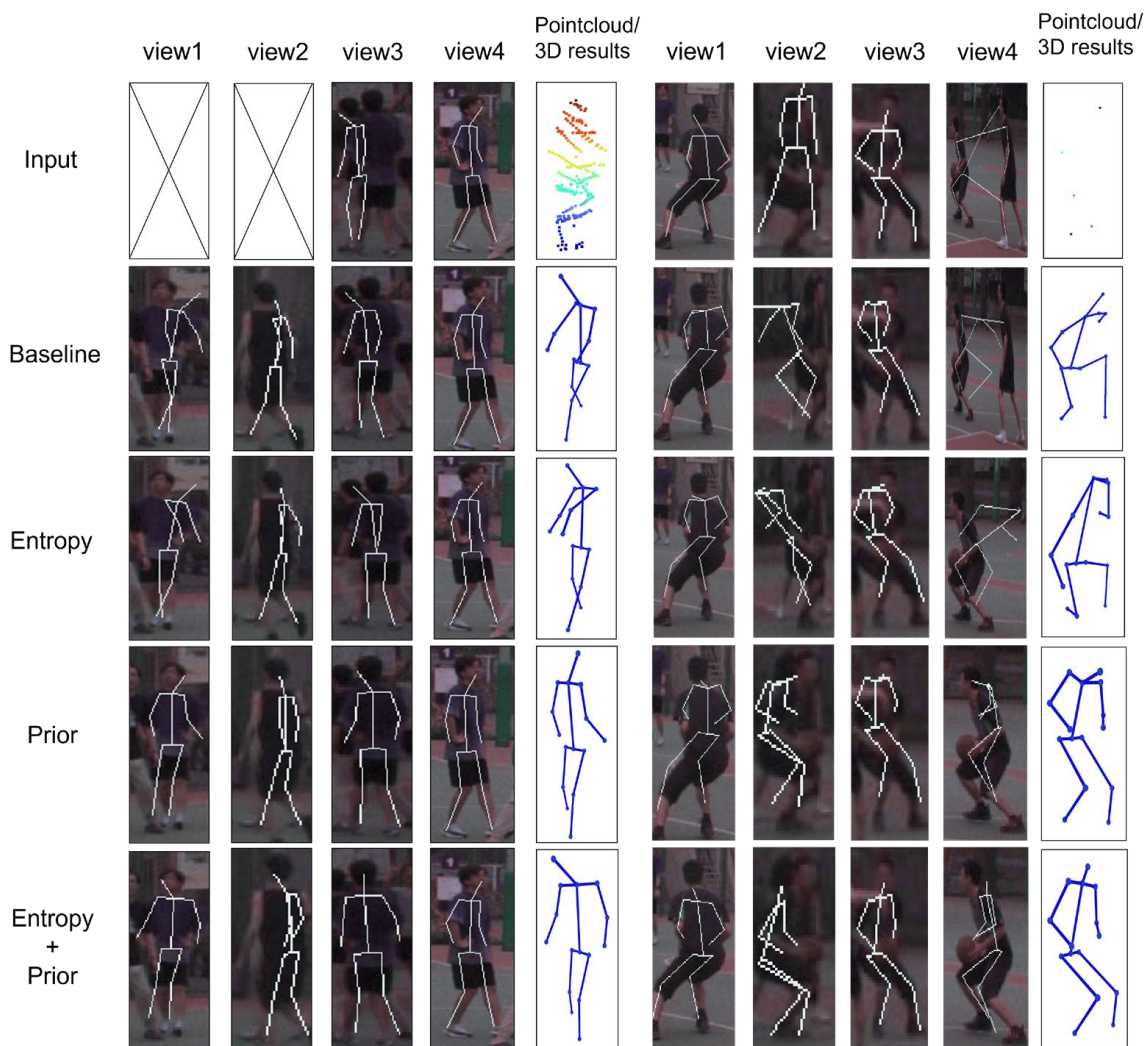 view1 view2 view3 view4 Pointcloud/
3D results view1 view2 view3 view4 Pointcloud/
3D results
Input
Baseline
Entropy
Prior
Entropy
+
Prior